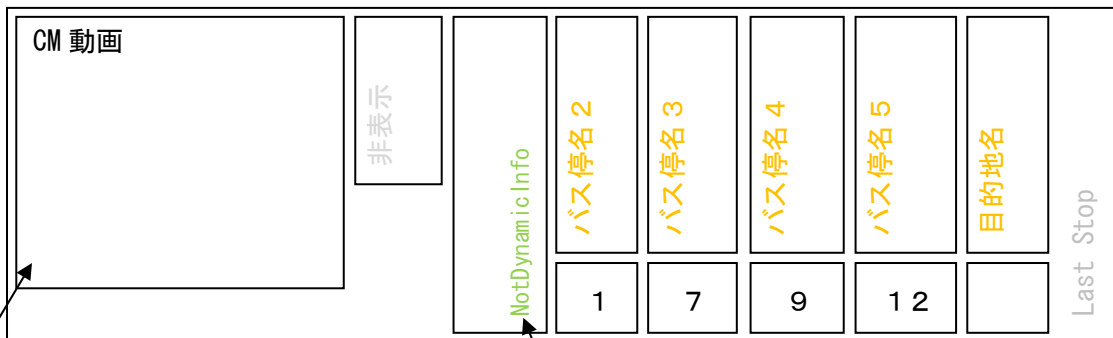 CM 動画
非表示
NotDynamicInfo
バス停名２
バス停名３
バス停名４
バス停名５
目的地名
Last Stop
１
７
９
１２